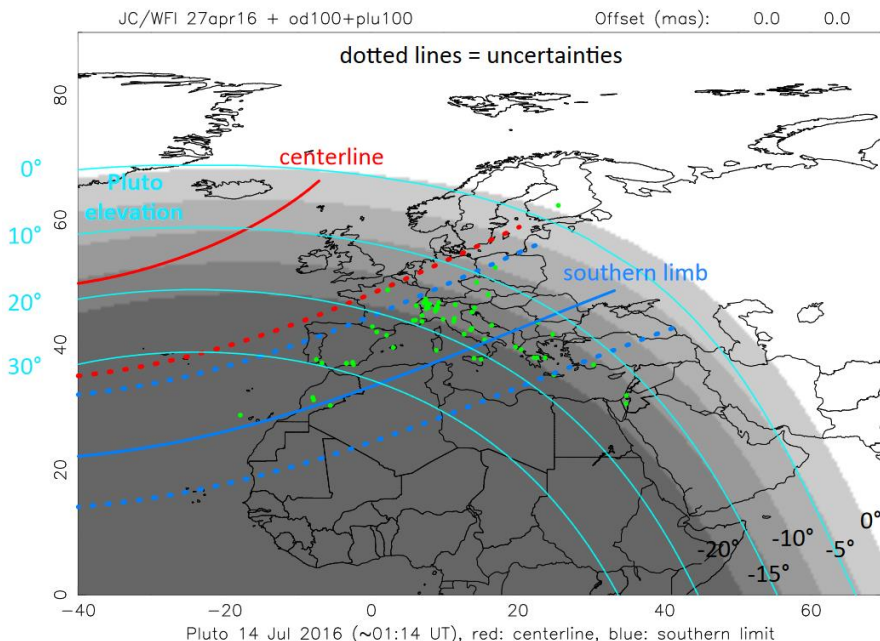 JC/WFI 27apr16 + od100+plu100 Offset (mas): 0.0 0.0
dotted lines = uncertainties
80
centerline
0°
Pluto
elevation
60
10°
southern limb
20°
40
30°
20
0°
-5°
-10°
-15°
-20°
0
-40 -20 0 20 40 60
Pluto 14 Jul 2016 (~01:14 UT), red: centerline, blue: southern limit